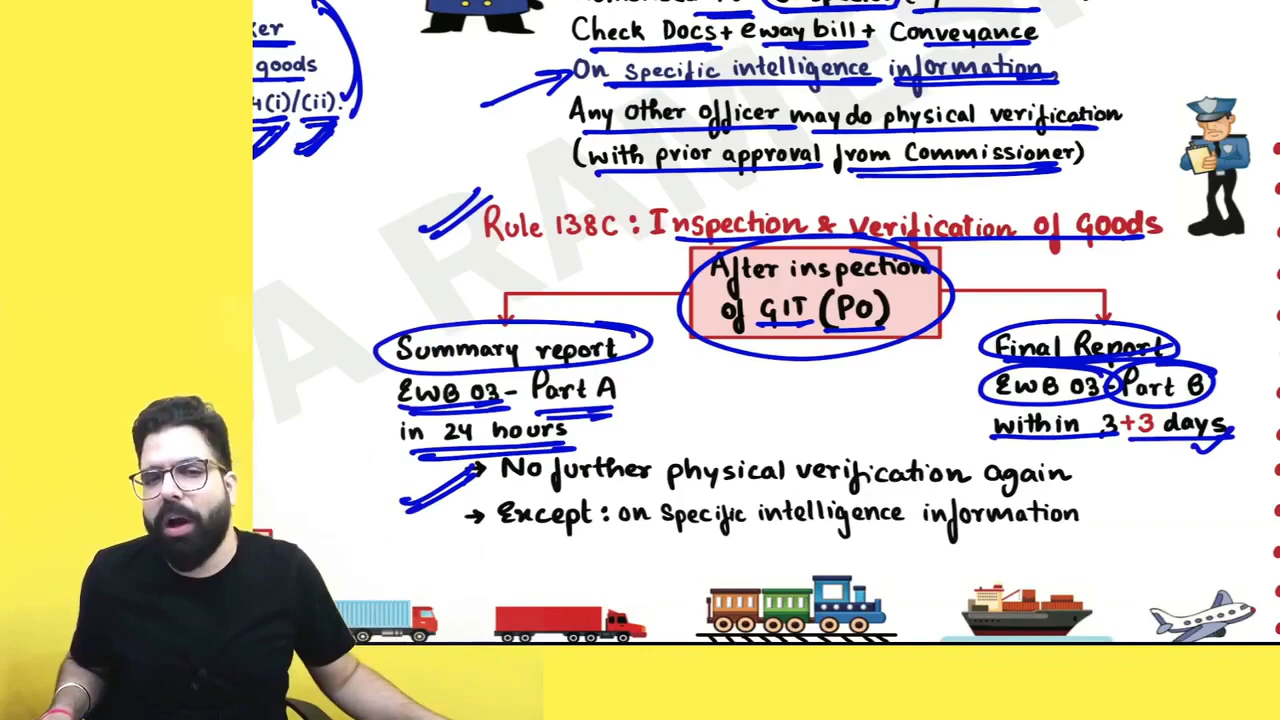 goods
(i)/(ii).
Check Docs + eway bill + Conveyance
On specific intelligence information
Any other officer may do physical verification
(with prior approval from Commissioner)
Rule 138C : Inspection & verification of Goods
After inspection
of GIT (PO)
Summary report
EWB 03 - Part A
in 24 hours
Final Report
EWB 03 - Part B
within 3 +3 days
→ No further physical verification again
→ Except : on specific intelligence information